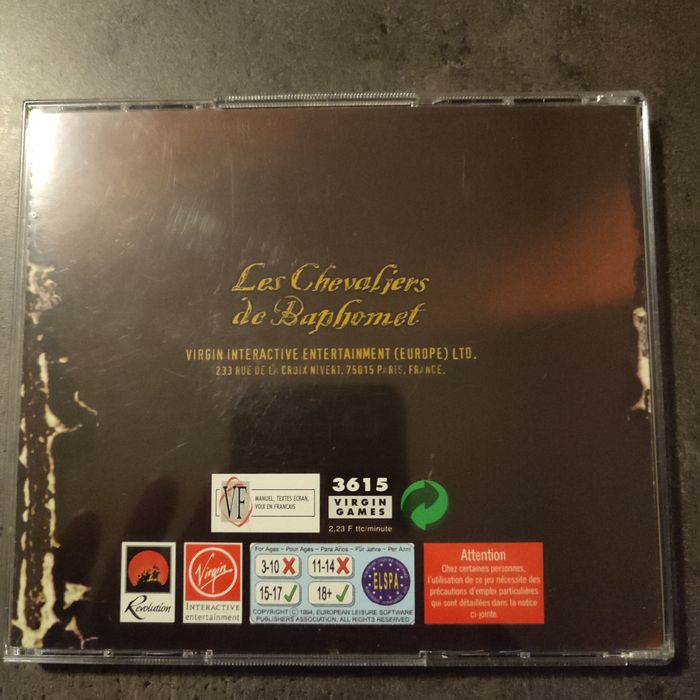 Les Chevaliers
de Baphomet
VIRGIN INTERACTIVE ENTERTAINMENT (EUROPE) LTD.
233 RUE DE LA CROIX NIVERT, 75015 PARIS, FRANCE.
VF
MANUEL, TEXTES ECRAN,
VOIX EN FRANCAIS
3615
VIRGIN
GAMES
2,23 F ttc/minute
Revolution
Virgin
INTERACTIVE
entertainment
For Ages - Pour Ages - Para Años - Für Jahre - Per Anni
3-10
11-14
15-17
18+
ELSPA
COPYRIGHT © 1994, EUROPEAN LEISURE SOFTWARE
PUBLISHERS ASSOCIATION. ALL RIGHTS RESERVED
Attention
Chez certaines personnes,
l'utilisation de ce jeu nécessite des
précautions d'emploi particulières
qui sont détaillées dans la notice
ci-jointe.